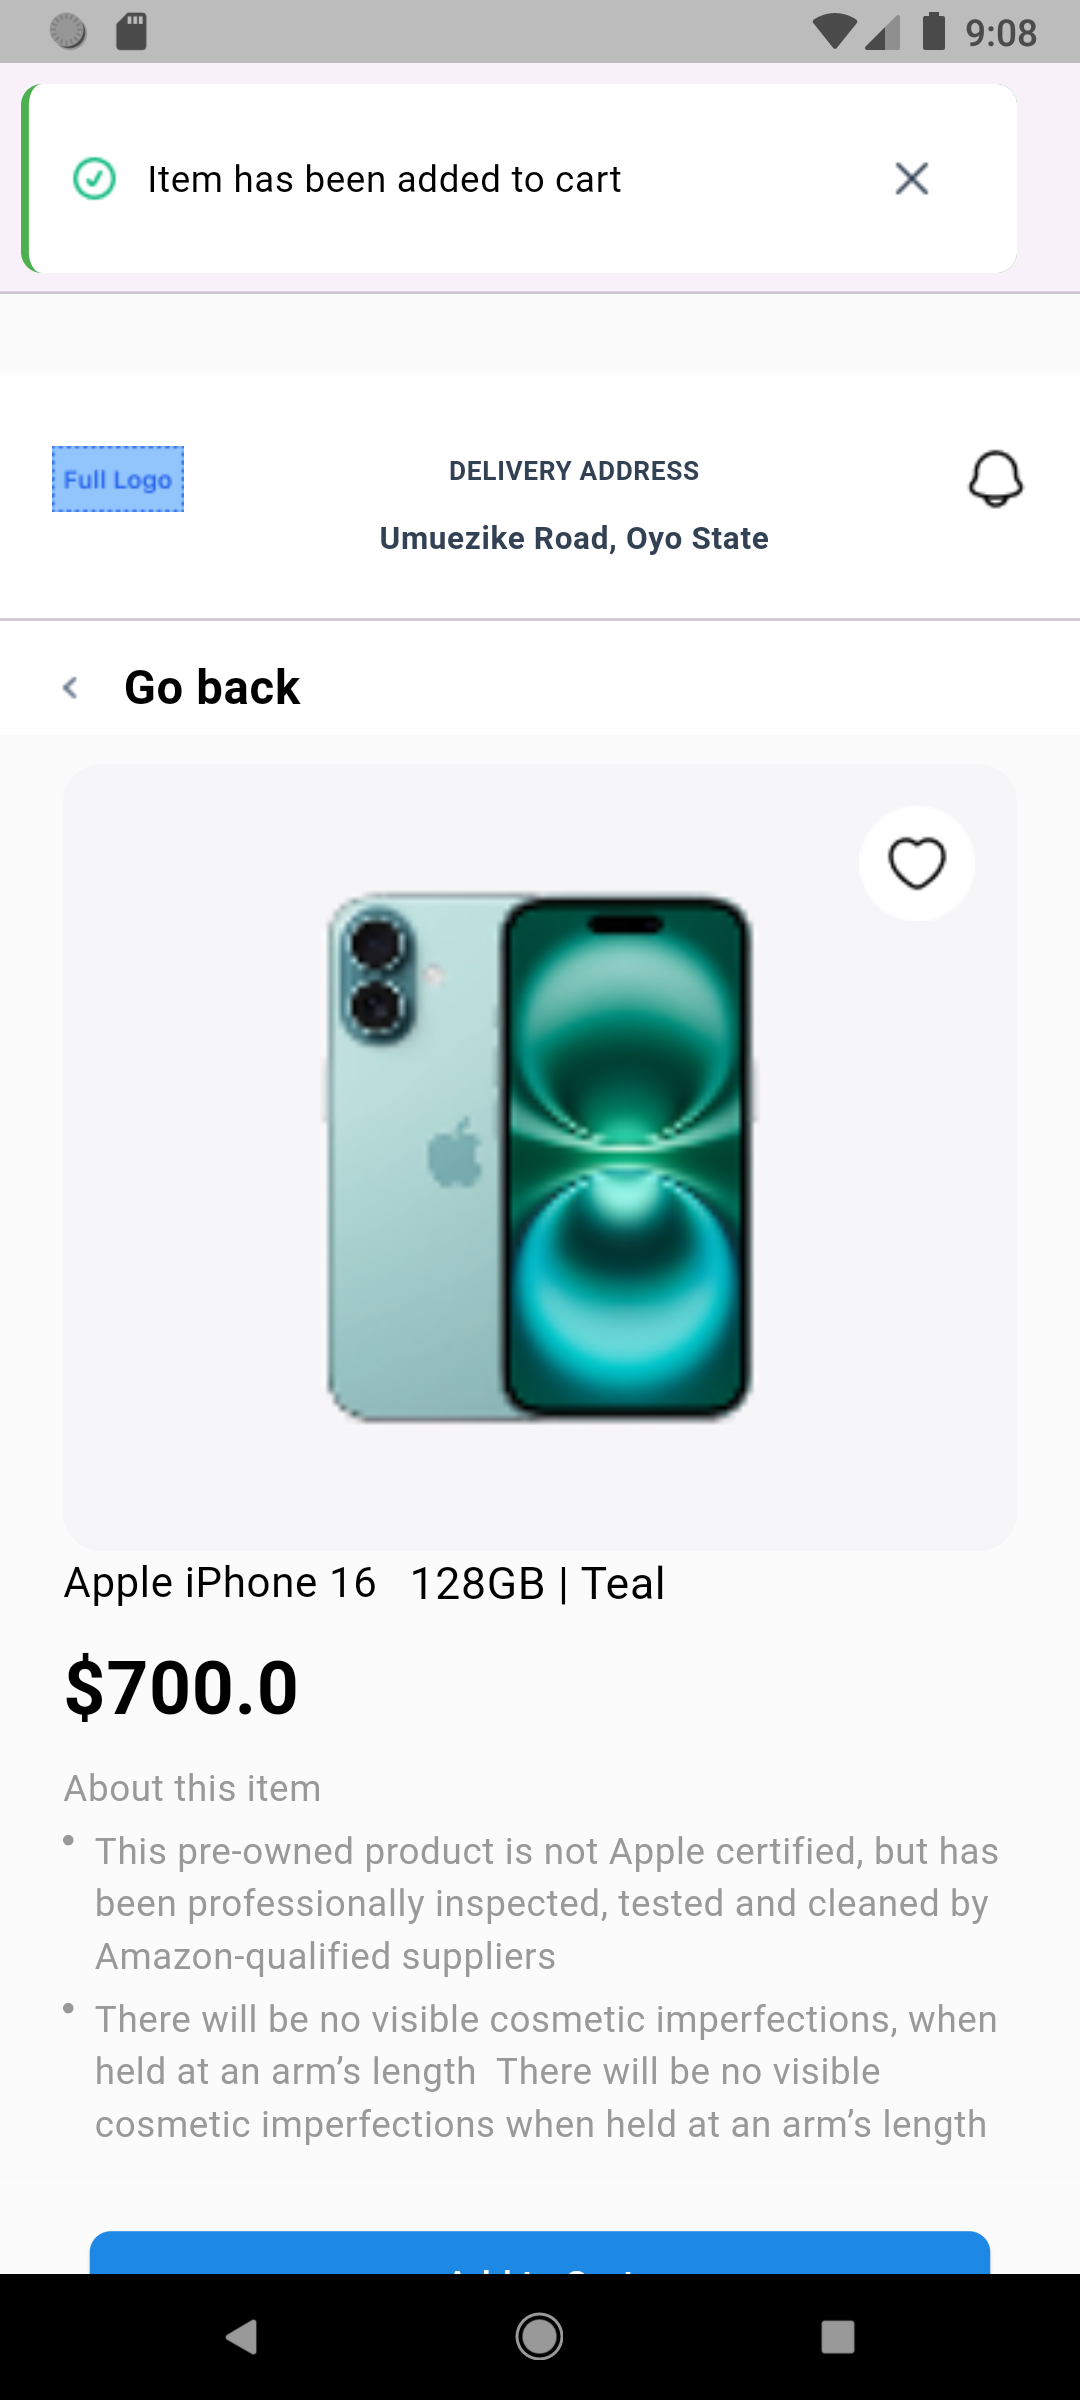 9:08
Item has been added to cart
Full Logo
DELIVERY ADDRESS
Umuezike Road, Oyo State
Go back
Apple iPhone 16 128GB | Teal
$700.0
About this item
• This pre-owned product is not Apple certified, but has
been professionally inspected, tested and cleaned by
Amazon-qualified suppliers
• There will be no visible cosmetic imperfections, when
held at an arm’s length There will be no visible
cosmetic imperfections when held at an arm’s length